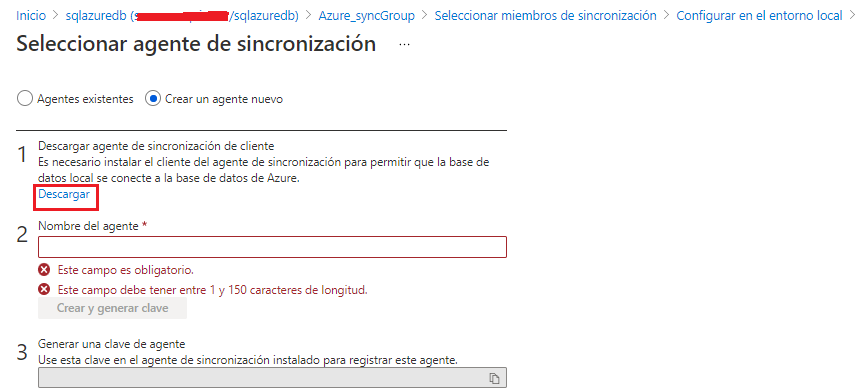 Inicio > sqlazuredb (s /sqlazuredb) > Azure_syncGroup > Seleccionar miembros de sincronización > Configurar en el entorno local >
Seleccionar agente de sincronización ...
Agentes existentes Crear un agente nuevo
1 Descargar agente de sincronización de cliente
Es necesario instalar el cliente del agente de sincronización para permitir que la base de
datos local se conecte a la base de datos de Azure.
Descargar
2 Nombre del agente *
Este campo es obligatorio.
Este campo debe tener entre 1 y 150 caracteres de longitud.
Crear y generar clave
3 Generar una clave de agente
Use esta clave en el agente de sincronización instalado para registrar este agente.